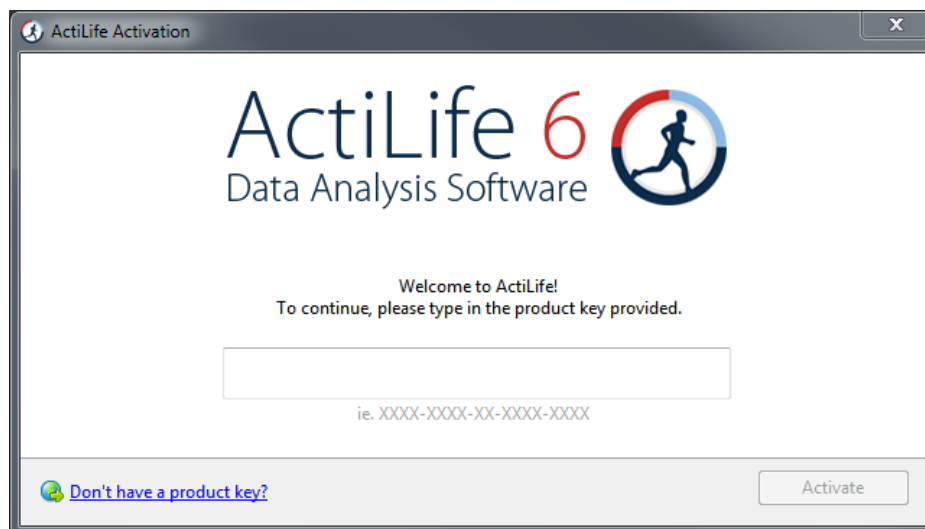 ActiLife Activation
X
ActiLife 6
Data Analysis Software
Welcome to ActiLife!
To continue, please type in the product key provided.
ie. XXXX-XXXX-XX-XXXX-XXXX
Don't have a product key?
Activate